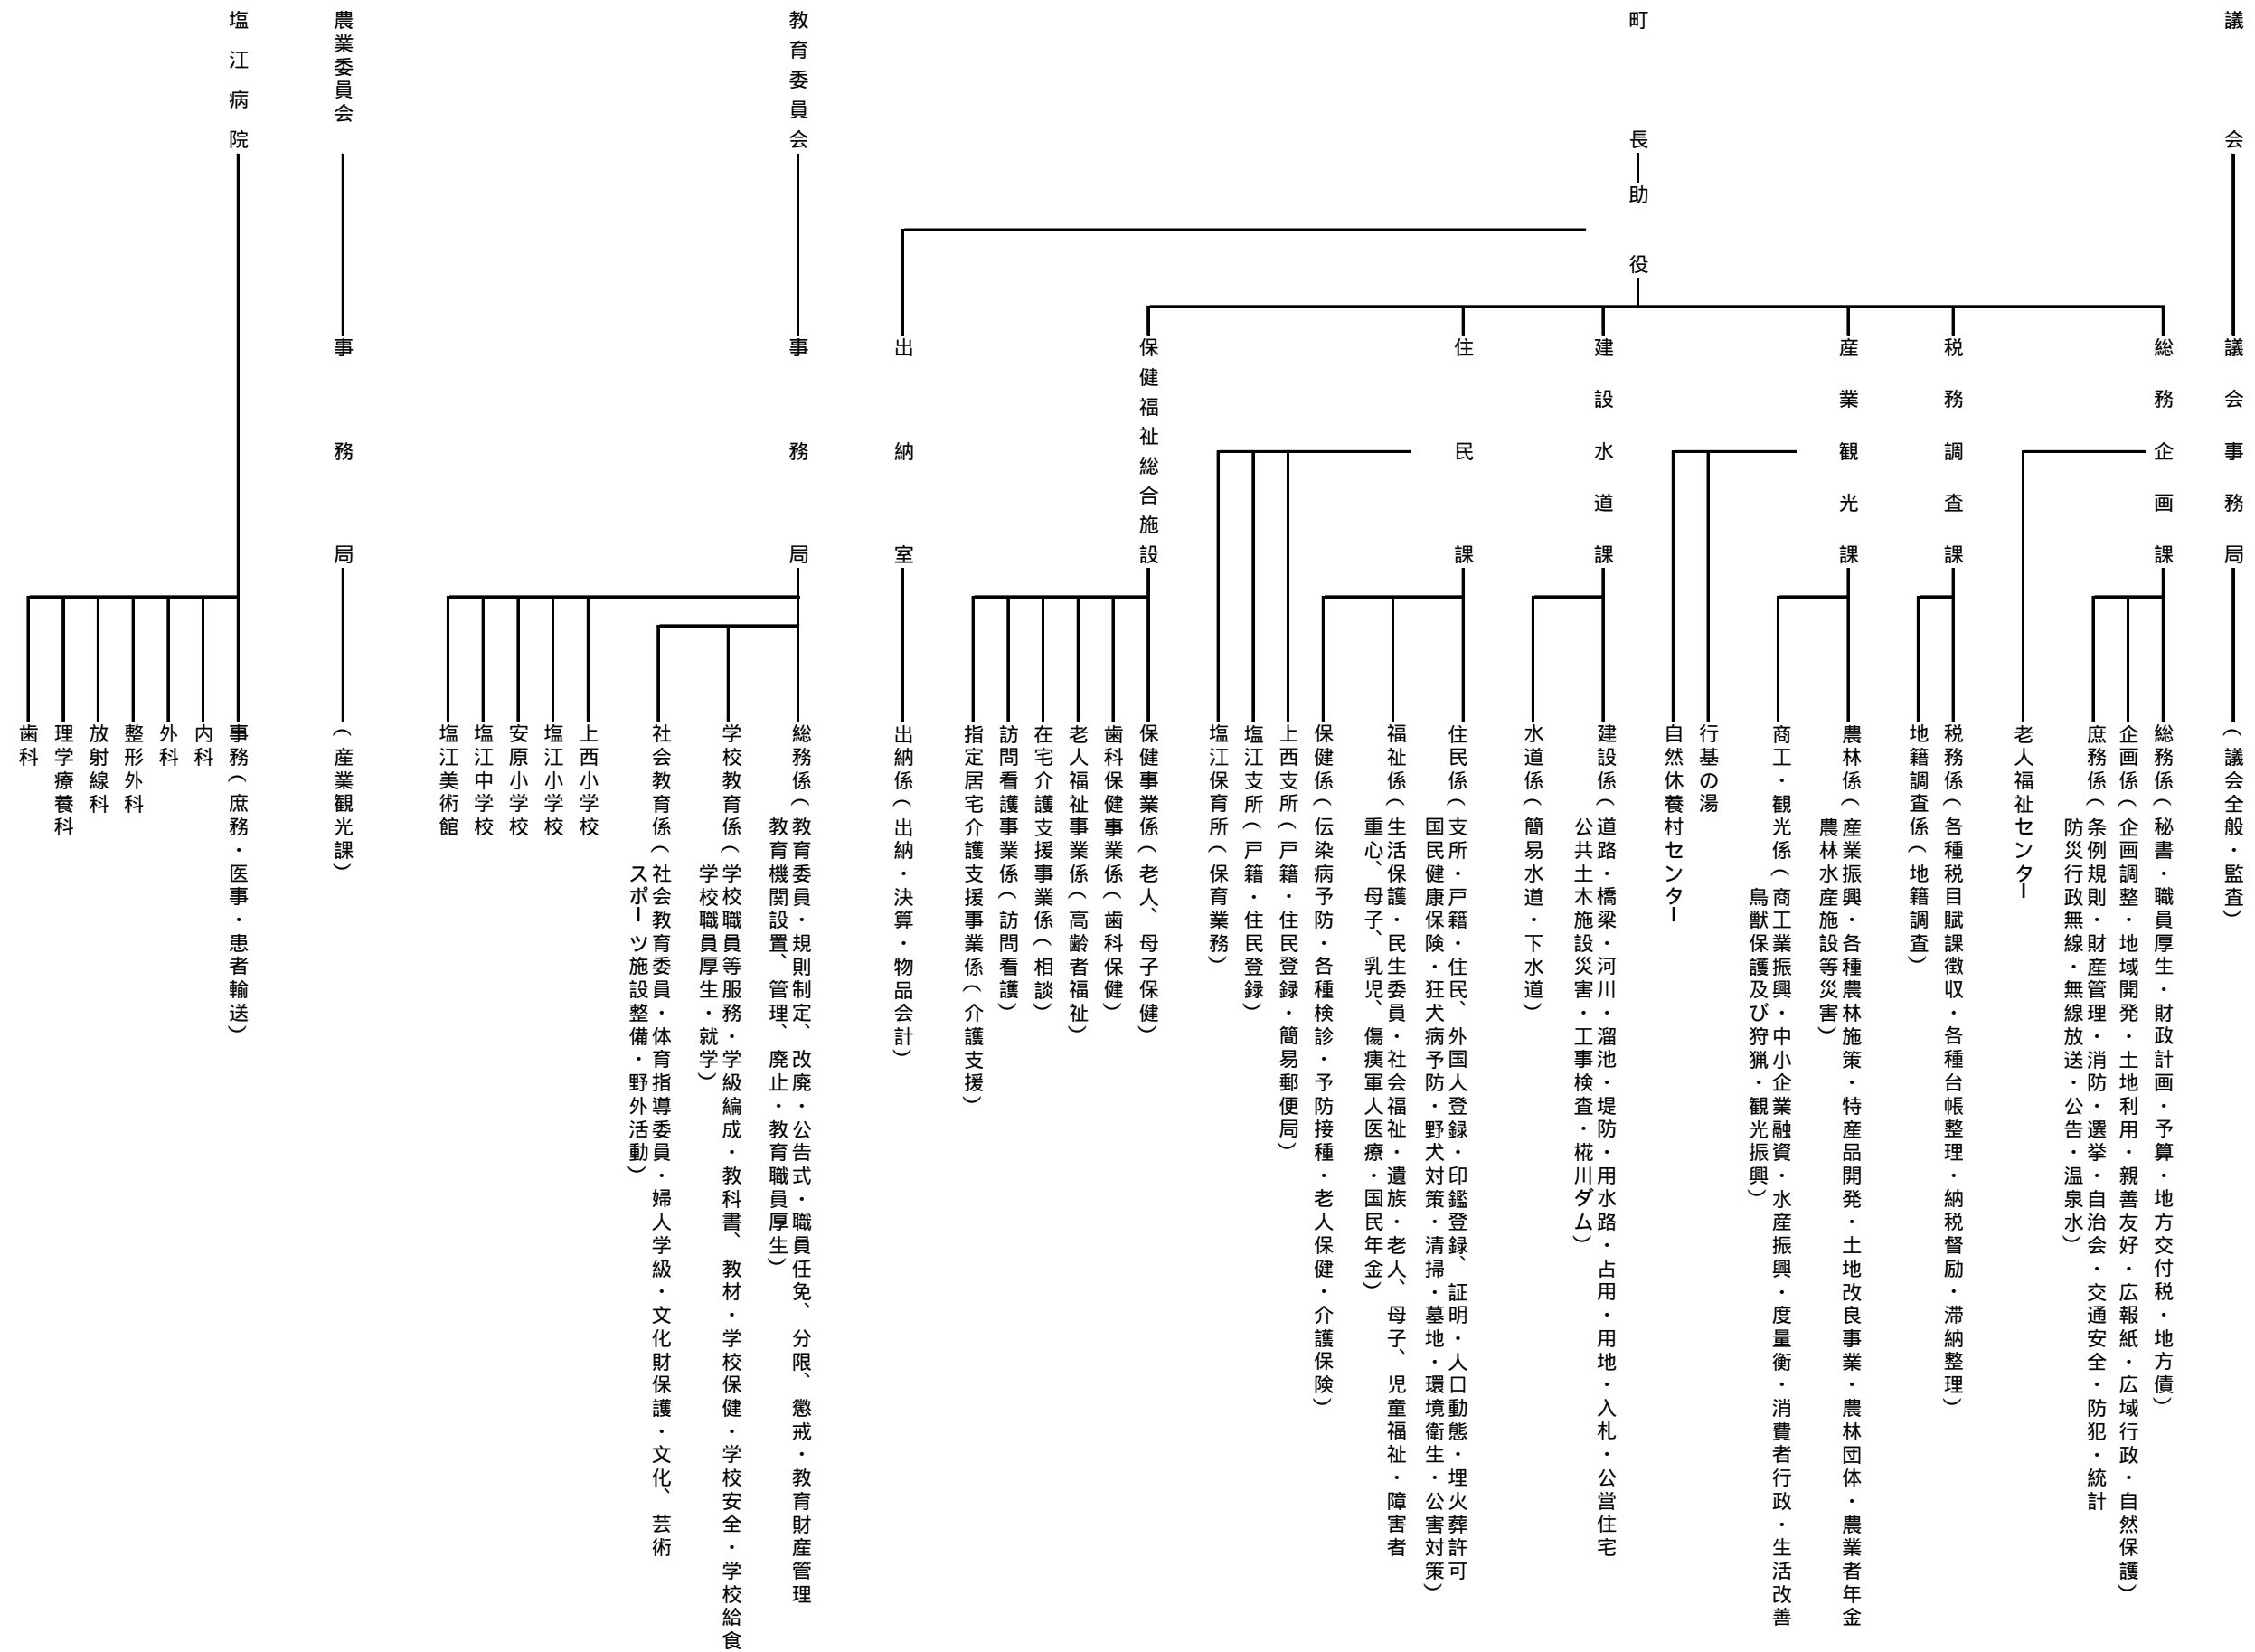 議会
議会事務局
（議会全般・監査）
町長
助役
総務企画課
総務係（秘書・職員厚生・財政計画・予算・地方交付税・地方債）
企画係（企画調整・地域開発・土地利用・親善友好・広報紙・広域行政・自然保護）
庶務係（条例規則・財産管理・消防・選挙・自治会・交通安全・防犯・統計
防災行政無線・無線放送・公告・温泉水）
老人福祉センター
税務調査課
税務係（各種税目賦課徴収・各種台帳整理・納税督励・滞納整理）
地籍調査係（地籍調査）
産業観光課
農林係（産業振興・各種農林施策・特産品開発・土地改良事業・農林団体・農業者年金
農林水産施設等災害）
商工・観光係（商工業振興・中小企業融資・水産振興・度量衡・消費者行政・生活改善
鳥獣保護及び狩猟・観光振興）
行基の湯
自然休養村センター
建設水道課
建設係（道路・橋梁・河川・溜池・堤防・用水路・占用・用地・入札・公営住宅
公共土木施設災害・工事検査・椛川ダム）
水道係（簡易水道・下水道）
住民課
住民係（支所・戸籍・住民、外国人登録・印鑑登録、証明・人口動態・埋火葬許可
国民健康保険・狂犬病予防・野犬対策・清掃・墓地・環境衛生・公害対策）
福祉係（生活保護・民生委員・社会福祉・遺族・老人、母子、児童福祉・障害者
重心、母子、乳児、傷痍軍人医療・国民年金）
保健係（伝染病予防・各種検診・予防接種・老人保健・介護保険）
上西支所（戸籍・住民登録・簡易郵便局）
塩江支所（戸籍・住民登録）
塩江保育所（保育業務）
保健福祉総合施設
保健事業係（老人、母子保健）
歯科保健事業係（歯科保健）
老人福祉事業係（高齢者福祉）
在宅介護支援事業係（相談）
訪問看護事業係（訪問看護）
指定居宅介護支援事業係（介護支援）
出納室
出納係（出納・決算・物品会計）
教育委員会
事務局
総務係（教育委員・規則制定、改廃・公告式・職員任免、分限、懲戒・教育財産管理
教育機関設置、管理、廃止・教育職員厚生）
学校教育係（学校職員等服務・学級編成・教科書、教材・学校保健・学校安全・学校給食
学校職員厚生・就学）
社会教育係（社会教育委員・体育指導委員・婦人学級・文化財保護・文化、芸術
スポーツ施設整備・野外活動）
上西小学校
塩江小学校
安原小学校
塩江中学校
塩江美術館
農業委員会
事務局
（産業観光課）
塩江病院
事務（庶務・医事・患者輸送）
内科
外科
整形外科
放射線科
理学療養科
歯科